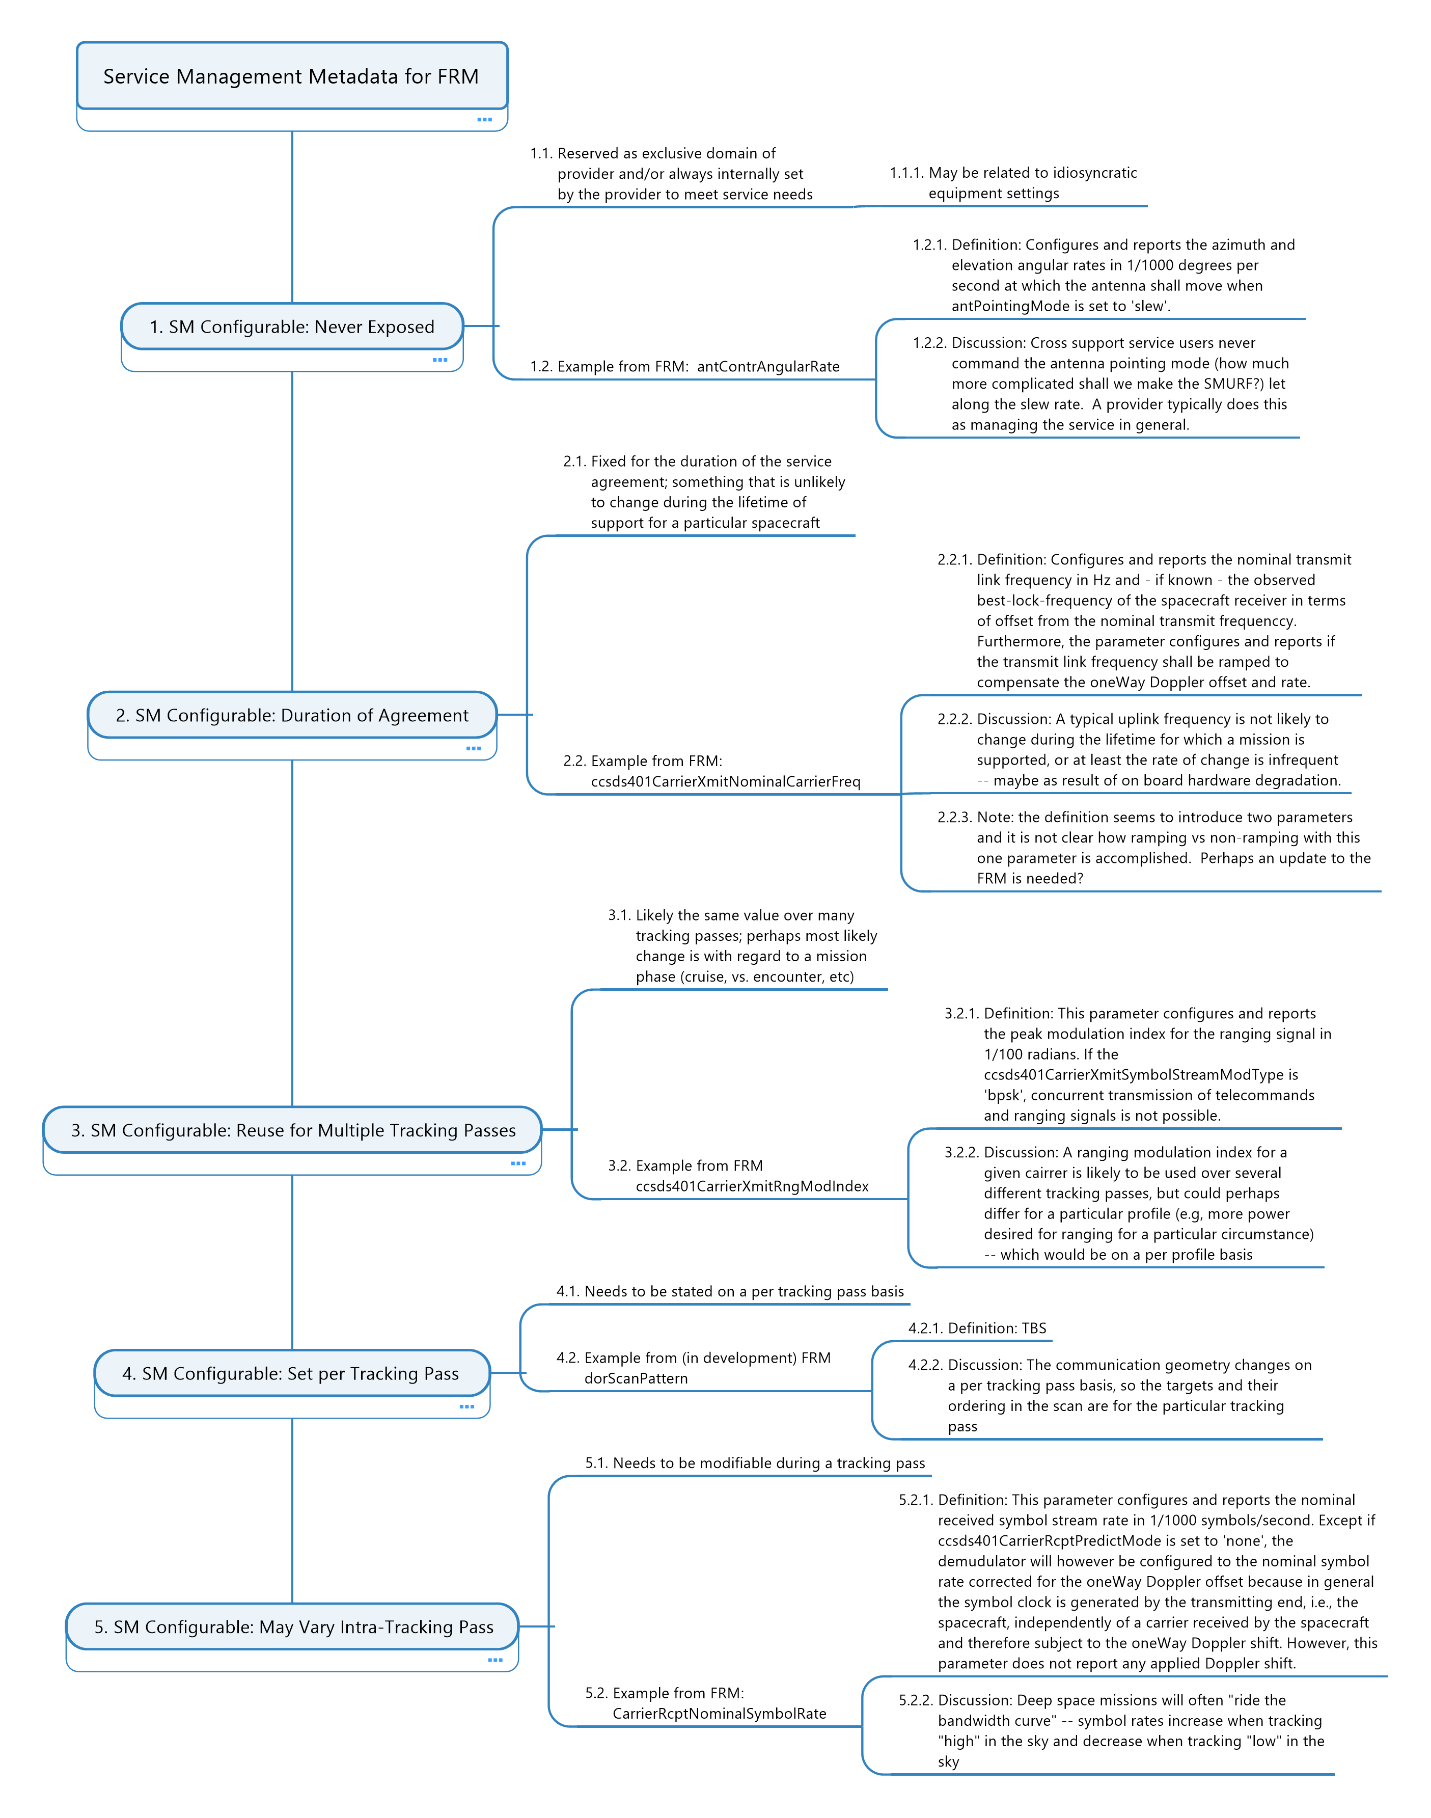 Service Management Metadata for FRM
1.1. Reserved as exclusive domain of
provider and/or always internally set
by the provider to meet service needs
1.1.1. May be related to idiosyncratic
equipment settings
1. SM Configurable: Never Exposed
1.2. Example from FRM:  antContrAngularRate
1.2.1. Definition: Configures and reports the azimuth and
elevation angular rates in 1/1000 degrees per
second at which the antenna shall move when
antPointingMode is set to 'slew'.
1.2.2. Discussion: Cross support service users never
command the antenna pointing mode (how much
more complicated shall we make the SMURF?) let
along the slew rate.  A provider typically does this
as managing the service in general.
2.1. Fixed for the duration of the service
agreement; something that is unlikely
to change during the lifetime of
support for a particular spacecraft
2. SM Configurable: Duration of Agreement
2.2. Example from FRM:
ccsds401CarrierXmitNominalCarrierFreq
2.2.1. Definition: Configures and reports the nominal transmit
link frequency in Hz and - if known - the observed
best-lock-frequency of the spacecraft receiver in terms
of offset from the nominal transmit frequenccy.
Furthermore, the parameter configures and reports if
the transmit link frequency shall be ramped to
compensate the oneWay Doppler offset and rate.
2.2.2. Discussion: A typical uplink frequency is not likely to
change during the lifetime for which a mission is
supported, or at least the rate of change is infrequent
-- maybe as result of on board hardware degradation.
2.2.3. Note: the definition seems to introduce two parameters
and it is not clear how ramping vs non-ramping with this
one parameter is accomplished.  Perhaps an update to the
FRM is needed?
3.1. Likely the same value over many
tracking passes; perhaps most likely
change is with regard to a mission
phase (cruise, vs. encounter, etc)
3. SM Configurable: Reuse for Multiple Tracking Passes
3.2. Example from FRM
ccsds401CarrierXmitRngModIndex
3.2.1. Definition: This parameter configures and reports
the peak modulation index for the ranging signal in
1/100 radians. If the
ccsds401CarrierXmitSymbolStreamModType is
'bpsk', concurrent transmission of telecommands
and ranging signals is not possible.
3.2.2. Discussion: A ranging modulation index for a
given cairrer is likely to be used over several
different tracking passes, but could perhaps
differ for a particular profile (e.g, more power
desired for ranging for a particular circumstance)
-- which would be on a per profile basis
4.1. Needs to be stated on a per tracking pass basis
4. SM Configurable: Set per Tracking Pass
4.2. Example from (in development) FRM
dorScanPattern
4.2.1. Definition: TBS
4.2.2. Discussion: The communication geometry changes on
a per tracking pass basis, so the targets and their
ordering in the scan are for the particular tracking
pass
5.1. Needs to be modifiable during a tracking pass
5. SM Configurable: May Vary Intra-Tracking Pass
5.2. Example from FRM:
CarrierRcptNominalSymbolRate
5.2.1. Definition: This parameter configures and reports the nominal
received symbol stream rate in 1/1000 symbols/second. Except if
ccsds401CarrierRcptPredictMode is set to 'none', the
demudulator will however be configured to the nominal symbol
rate corrected for the oneWay Doppler offset because in general
the symbol clock is generated by the transmitting end, i.e., the
spacecraft, independently of a carrier received by the spacecraft
and therefore subject to the oneWay Doppler shift. However, this
parameter does not report any applied Doppler shift.
5.2.2. Discussion: Deep space missions will often "ride the
bandwidth curve" -- symbol rates increase when tracking
"high" in the sky and decrease when tracking "low" in the
sky